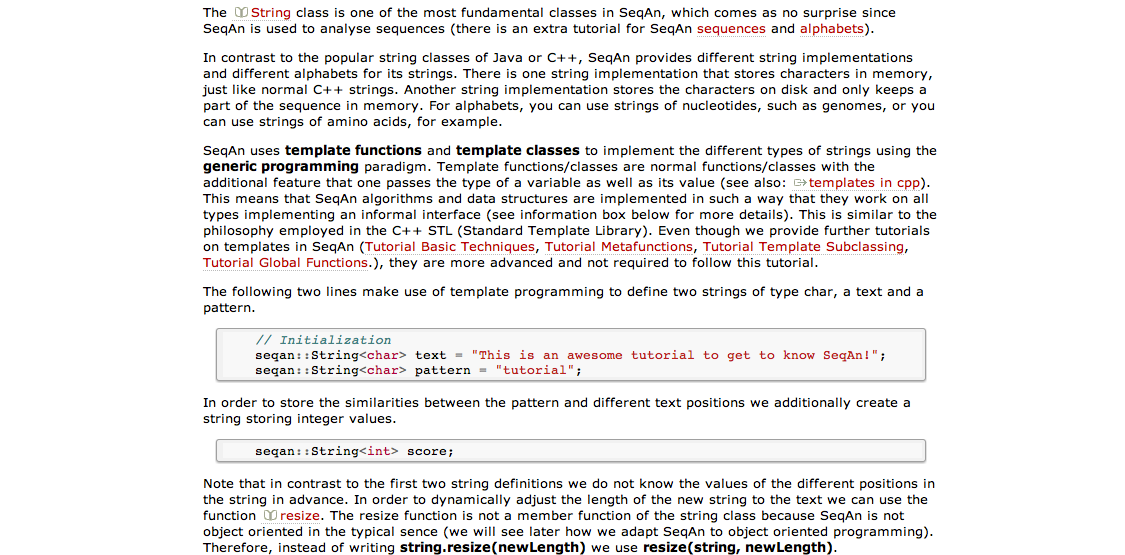 The String class is one of the most fundamental classes in SeqAn, which comes as no surprise since
SeqAn is used to analyse sequences (there is an extra tutorial for SeqAn sequences and alphabets).
In contrast to the popular string classes of Java or C++, SeqAn provides different string implementations
and different alphabets for its strings. There is one string implementation that stores characters in memory,
just like normal C++ strings. Another string implementation stores the characters on disk and only keeps a
part of the sequence in memory. For alphabets, you can use strings of nucleotides, such as genomes, or you
can use strings of amino acids, for example.
SeqAn uses template functions and template classes to implement the different types of strings using the
generic programming paradigm. Template functions/classes are normal functions/classes with the
additional feature that one passes the type of a variable as well as its value (see also: templates in cpp).
This means that SeqAn algorithms and data structures are implemented in such a way that they work on all
types implementing an informal interface (see information box below for more details). This is similar to the
philosophy employed in the C++ STL (Standard Template Library). Even though we provide further tutorials
on templates in SeqAn (Tutorial Basic Techniques, Tutorial Metafunctions, Tutorial Template Subclassing,
Tutorial Global Functions.), they are more advanced and not required to follow this tutorial.
The following two lines make use of template programming to define two strings of type char, a text and a
pattern.
// Initialization
seqan::String<char> text = "This is an awesome tutorial to get to know SeqAn!";
seqan::String<char> pattern = "tutorial";
In order to store the similarities between the pattern and different text positions we additionally create a
string storing integer values.
seqan::String<int> score;
Note that in contrast to the first two string definitions we do not know the values of the different positions in
the string in advance. In order to dynamically adjust the length of the new string to the text we can use the
function resize. The resize function is not a member function of the string class because SeqAn is not
object oriented in the typical sence (we will see later how we adapt SeqAn to object oriented programming).
Therefore, instead of writing string.resize(newLength) we use resize(string, newLength).